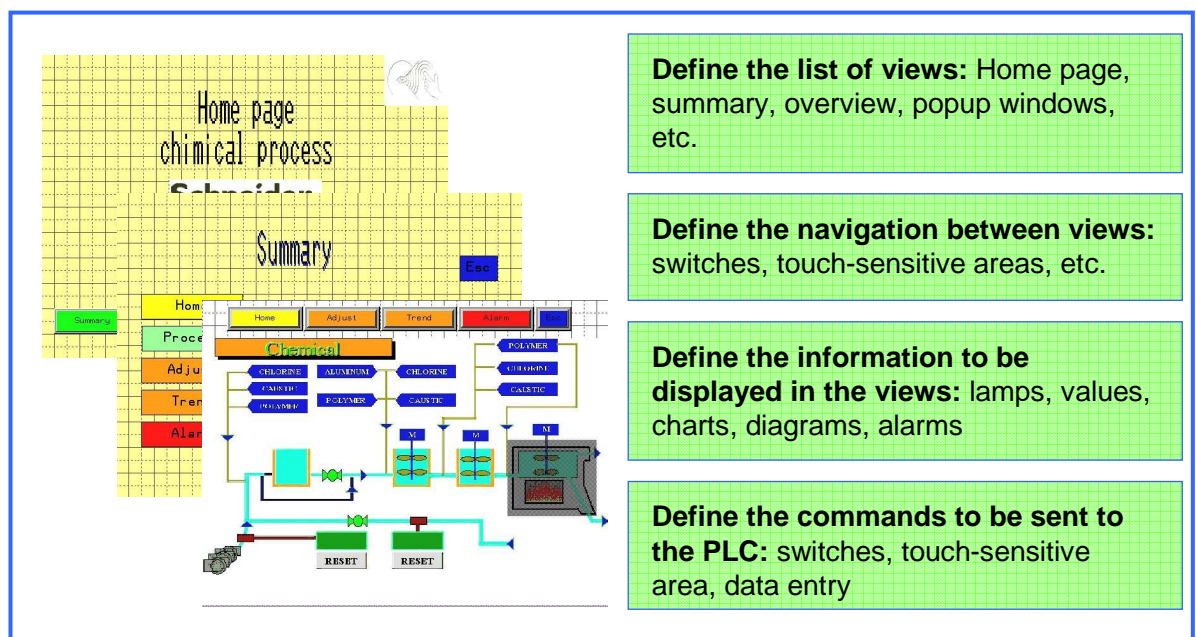 Home page
chimical process
Schneider
Summary
Esc
Summary
Home
Adjust
Trend
Alarm
Esc
Chemical
CHLORINE
CAUSTIC
POLYMER
ALUMINUM
POLYMER
CHLORINE
CAUSTIC
POLYMER
CHLORINE
CAUSTIC
M
M
M
RESET
RESET
Define the list of views: Home page,
summary, overview, popup windows,
etc.
Define the navigation between views:
switches, touch-sensitive areas, etc.
Define the information to be
displayed in the views: lamps, values,
charts, diagrams, alarms
Define the commands to be sent to
the PLC: switches, touch-sensitive
area, data entry